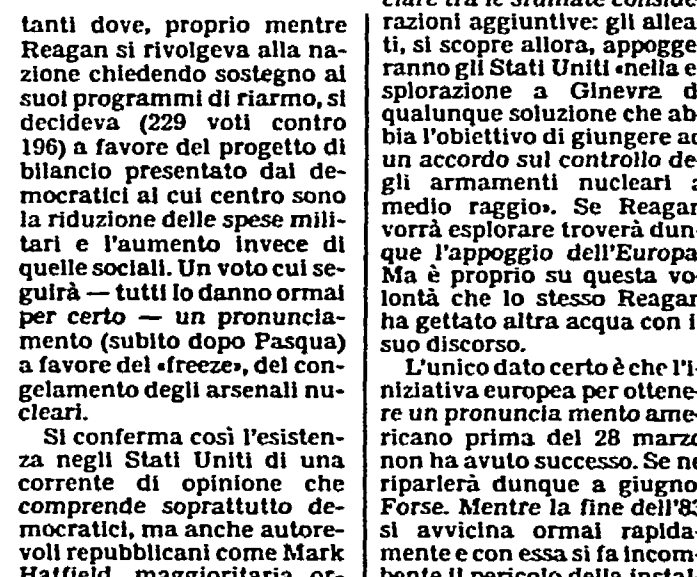 tanti dove, proprio mentre
Reagan si rivolgeva alla na-
zione chiedendo sostegno ai
suoi programmi di riarmo, si
decideva (229 voti contro
196) a favore del progetto di
bilancio presentato dai de-
mocratici al cui centro sono
la riduzione delle spese mili-
tari e l'aumento invece di
quelle sociali. Un voto cui se-
guirà — tutti lo danno ormai
per certo — un pronuncia-
mento (subito dopo Pasqua)
a favore del «freeze», del con-
gelamento degli arsenali nu-
cleari.
Si conferma così l'esisten-
za negli Stati Uniti di una
corrente di opinione che
comprende soprattutto de-
mocratici, ma anche autore-
voli repubblicani come Mark
Hatfield, maggioritaria or-
razioni aggiuntive: gli allea
ti, si scopre allora, appogge
ranno gli Stati Uniti «nella e
splorazione a Ginevra d
qualunque soluzione che ab
bia l'obiettivo di giungere ad
un accordo sul controllo de
gli armamenti nucleari a
medio raggio». Se Reagan
vorrà esplorare troverà dun-
que l'appoggio dell'Europa
Ma è proprio su questa vo
lontà che lo stesso Reagan
ha gettato altra acqua con i
suo discorso.
L'unico dato certo è che l'i-
niziativa europea per ottene-
re un pronuncia mento ame-
ricano prima del 28 marzo
non ha avuto successo. Se ne
riparlerà dunque a giugno
Forse. Mentre la fine dell'83
si avvicina ormai rapida-
mente e con essa si fa incom-
bente il pericolo della instal